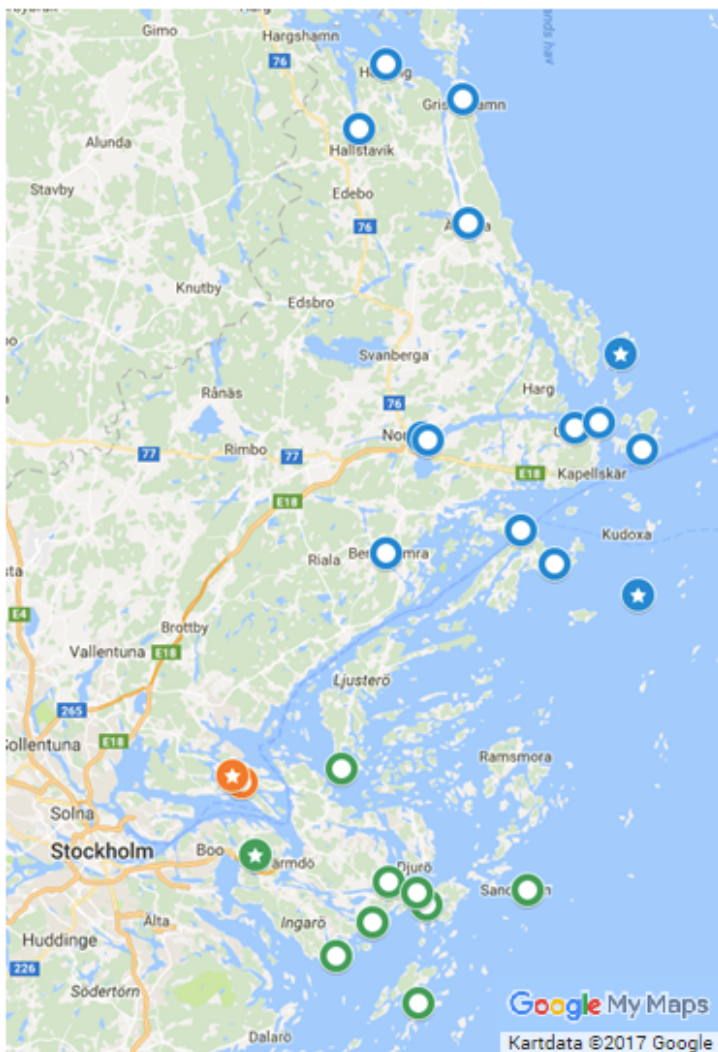 Gimo
Hargshamn
76
Alunda
Hallstavik
Stavby
Edebo
76
Knutby
Edsbro
Svanberga
Rånäs
Harg
76
77
Rimbo
77
E18
Kapellskär
E18
Kudoxa
Riala
E4
Brottby
Vallentuna
E18
Ljusterö
265
E18
Ramsmora
Solna
Stockholm
Boo
Djurö
Älta
Ingarö
Huddinge
226
Södertörn
Dalarö
Google My Maps
Kartdata ©2017 Google